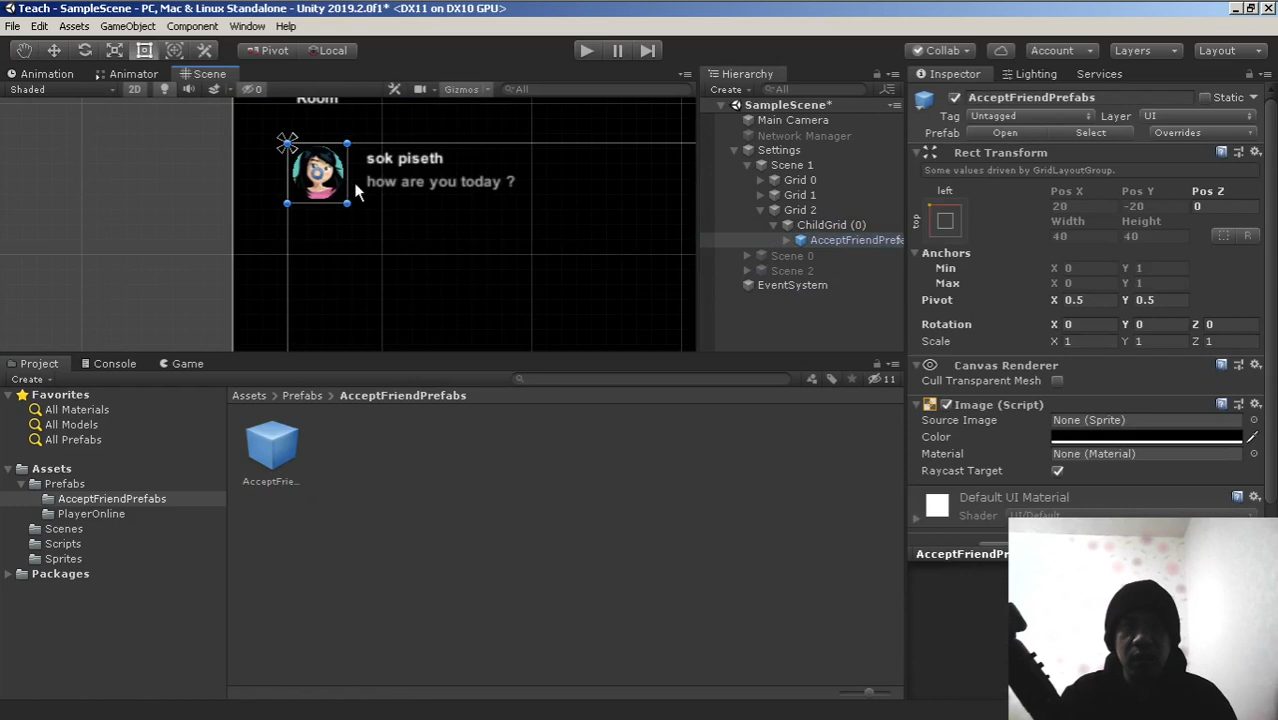 Teach - SampleScene - PC, Mac & Linux Standalone - Unity 2019.2.0f1* <DX11 on DX10 GPU>
File Edit Assets GameObject Component Window Help
Pivot Local Collab Account Layers Layout
Animation Animator Scene Hierarchy Inspector Lighting Services
Shaded 2D 0 Gizmos All Create All AcceptFriendPrefabs Static
Room
SampleScene*
Tag Untagged Layer UI
Main Camera
Network Manager
Prefab Open Select Overrides
Settings
Rect Transform
sok piseth
how are you today ?
Scene 1
Some values driven by GridLayoutGroup.
Grid 0
left Pos X Pos Y Pos Z
Grid 1
top 20 -20 0
Grid 2
Width Height
ChildGrid (0)
40 40 R
AcceptFriendPrefa
Anchors
Scene 0
Min X 0 Y 1
Scene 2
Max X 0 Y 1
EventSystem
Pivot X 0.5 Y 0.5
Rotation X 0 Y 0 Z 0
Scale X 1 Y 1 Z 1
Project Console Game
Canvas Renderer
Create 11
Cull Transparent Mesh
Favorites
Assets Prefabs AcceptFriendPrefabs
All Materials
All Models
All Prefabs
Image (Script)
Source Image None (Sprite)
Color
Material None (Material)
Raycast Target
Assets
Prefabs
AcceptFriendPrefabs
PlayerOnline
Scenes
Scripts
Sprites
Packages
AcceptFrie...
Default UI Material
Shader UI/Default
AcceptFriendPr